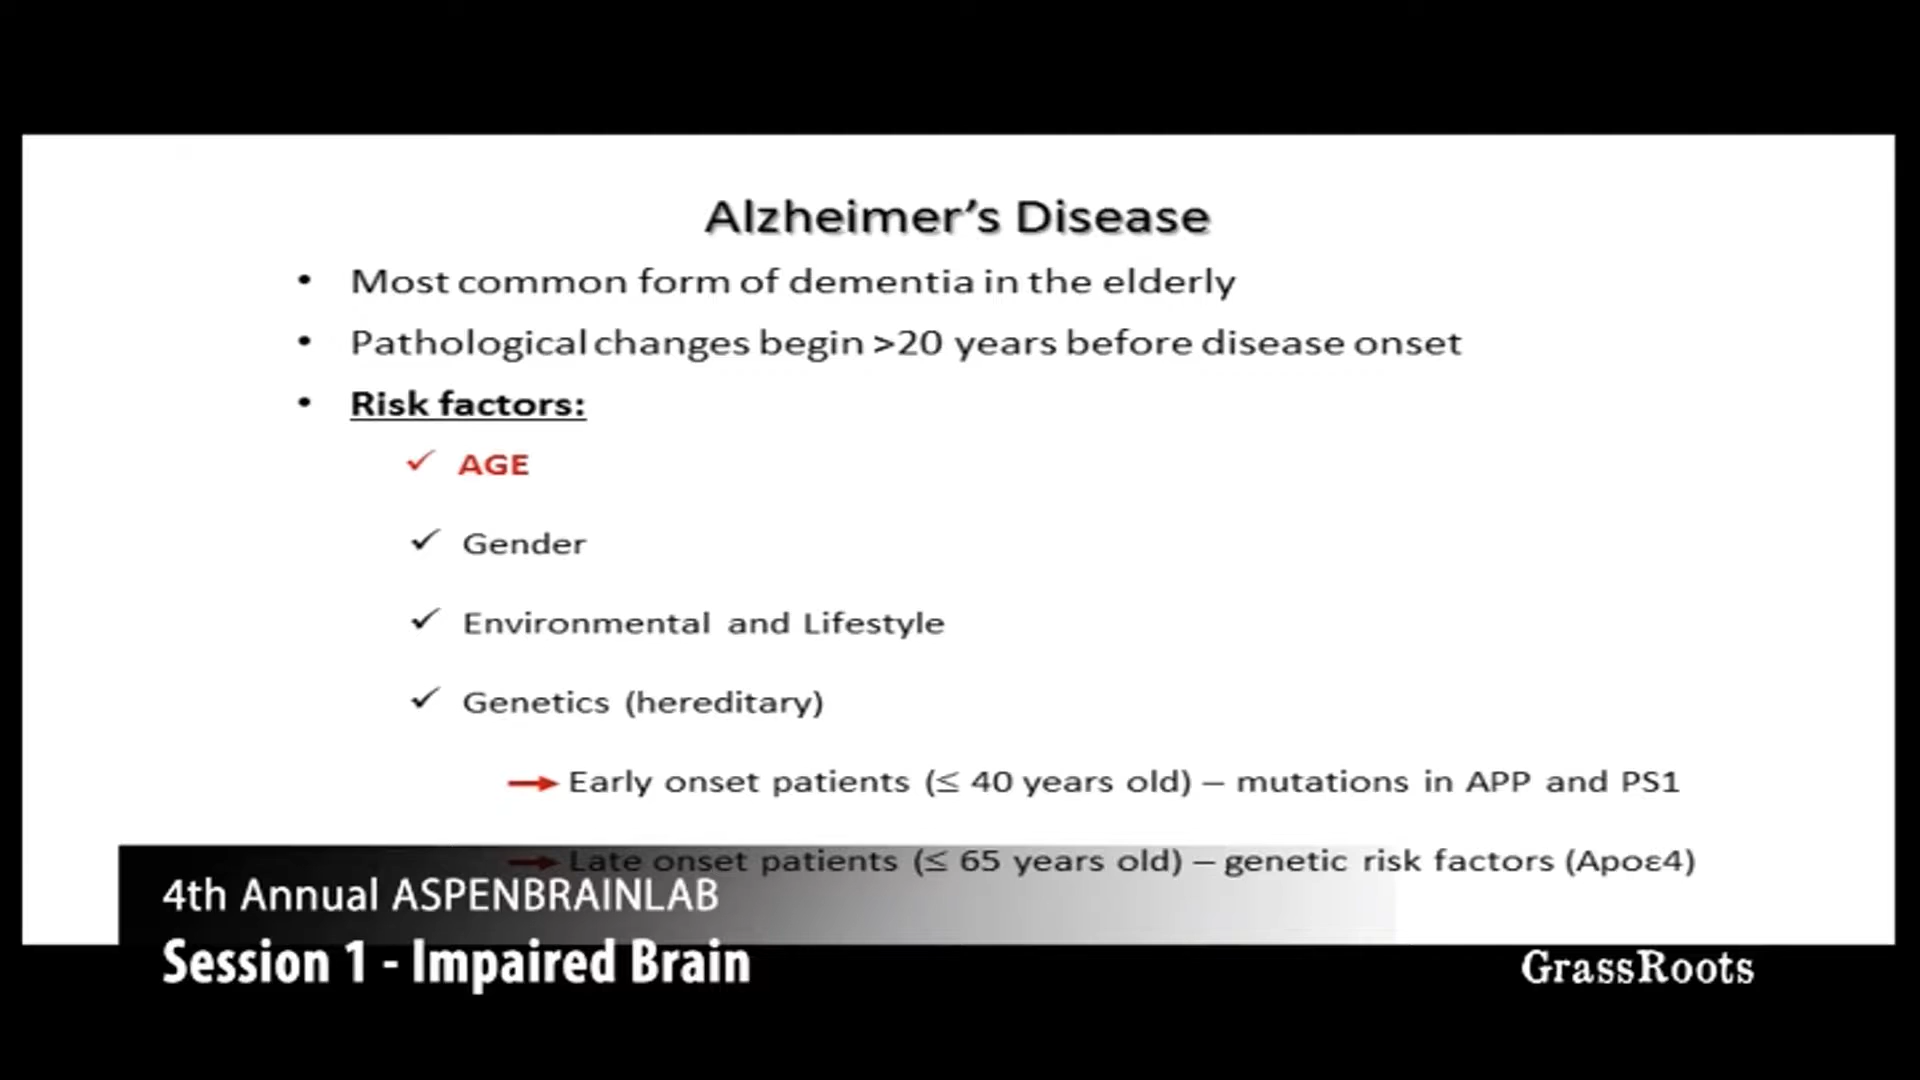 Alzheimer's Disease
• Most common form of dementia in the elderly
• Pathological changes begin >20 years before disease onset
• Risk factors:
✓ AGE
✓ Gender
✓ Environmental and Lifestyle
✓ Genetics (hereditary)
→ Early onset patients (≤ 40 years old) – mutations in APP and PS1
→ Late onset patients (≤ 65 years old) – genetic risk factors (Apoε4)
4th Annual ASPENBRAINLAB
Session 1 - Impaired Brain
GrassRoots